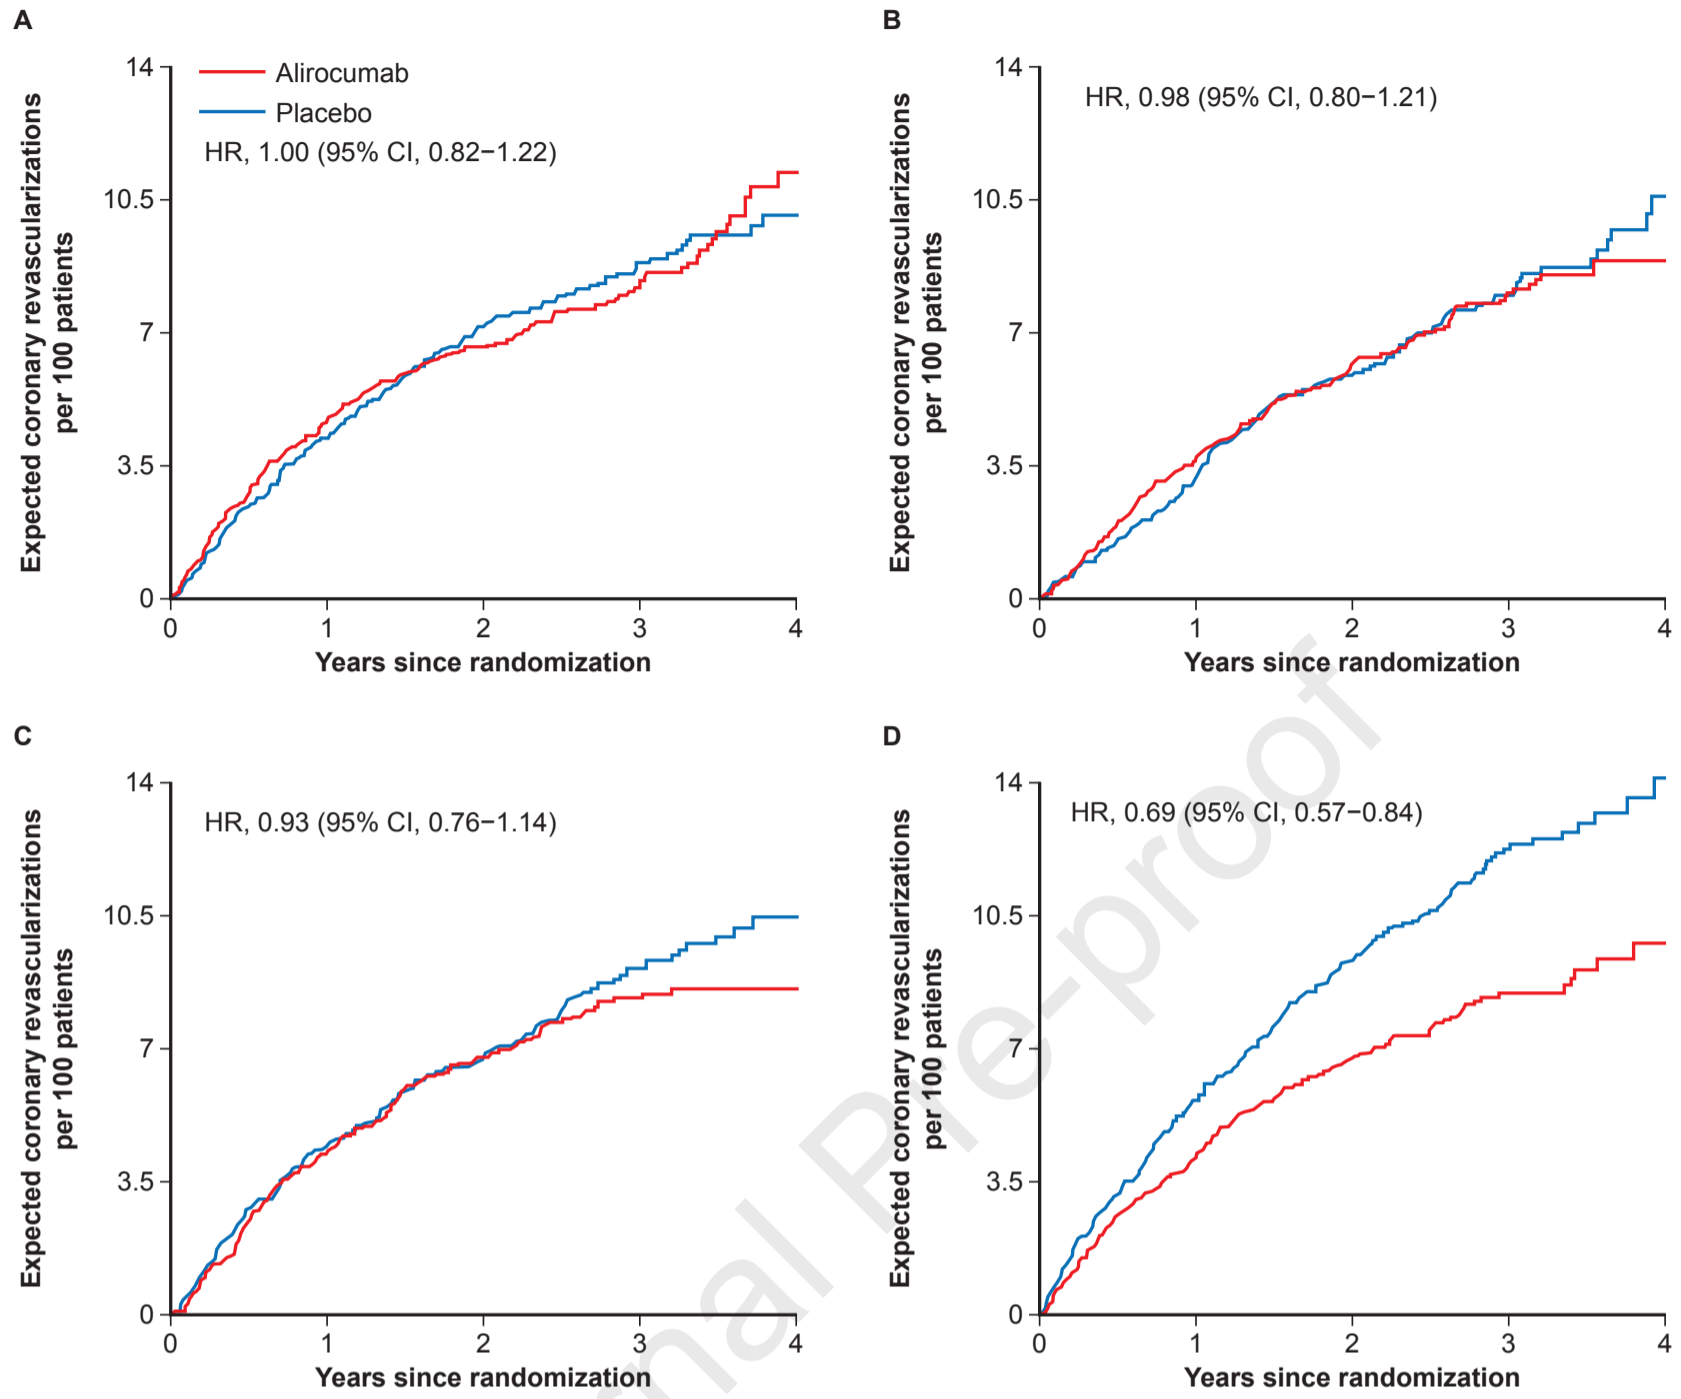 A
14
10.5
7
3.5
0
Expected coronary revascularizations
per 100 patients
Alirocumab
Placebo
HR, 1.00 (95% CI, 0.82−1.22)
0 1 2 3 4
Years since randomization
B
14
10.5
7
3.5
0
Expected coronary revascularizations
per 100 patients
HR, 0.98 (95% CI, 0.80−1.21)
0 1 2 3 4
Years since randomization
C
14
10.5
7
3.5
0
Expected coronary revascularizations
per 100 patients
HR, 0.93 (95% CI, 0.76−1.14)
0 1 2 3 4
Years since randomization
D
14
10.5
7
3.5
0
Expected coronary revascularizations
per 100 patients
HR, 0.69 (95% CI, 0.57−0.84)
0 1 2 3 4
Years since randomization
nal Pre-proof